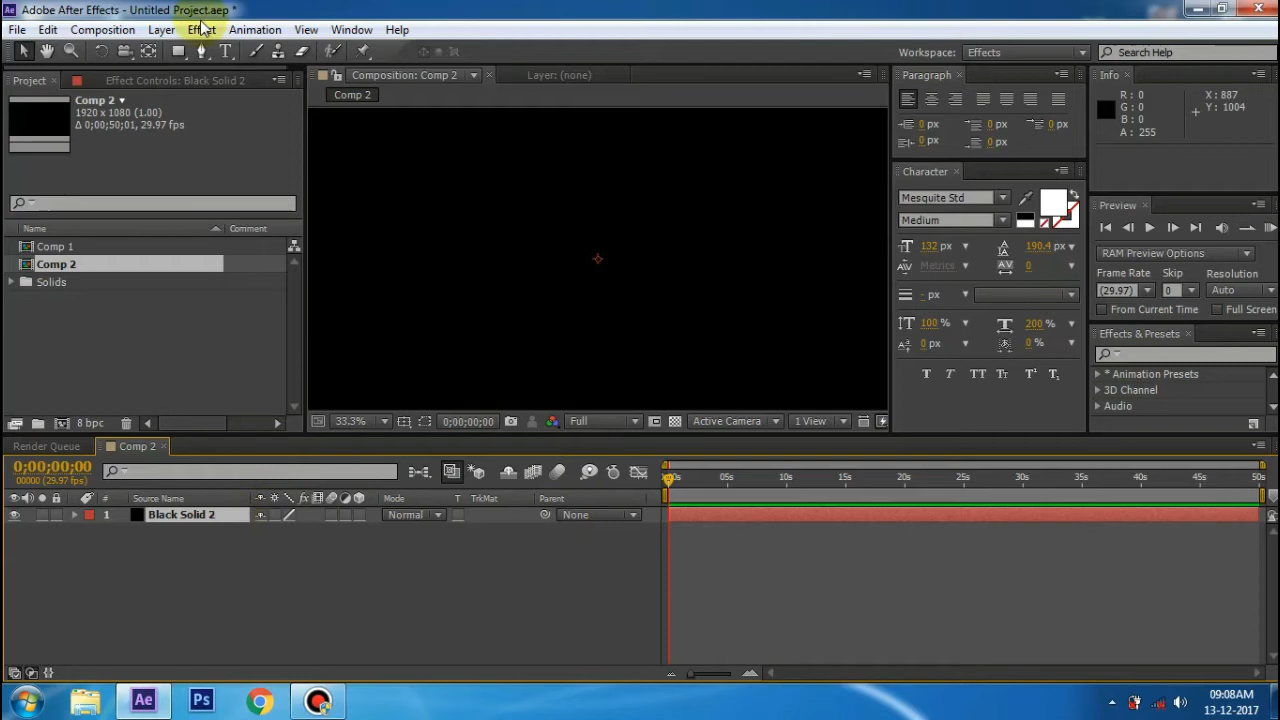 Ae Adobe After Effects - Untitled Project.aep *
File Edit Composition Layer Effect Animation View Window Help
Workspace: Effects Search Help
Project Effect Controls: Black Solid 2
Composition: Comp 2 Layer: (none)
Comp 2
Comp 2
1920 x 1080 (1.00)
Δ 0;00;50;01, 29.97 fps
Name Comment
Comp 1
Comp 2
Solids
8 bpc
33.3% 0;00;00;00 Full Active Camera 1 View
Paragraph
0 px 0 px 0 px
0 px 0 px
Character
Mesquite Std
Medium
132 px 190.4 px
Metrics 0
- px
100 % 200 %
0 px 0 %
T T TT Tt T¹ T₁
Info
R: 0
G: 0
B: 0
A: 255
X: 887
Y: 1004
Preview
RAM Preview Options
Frame Rate Skip Resolution
(29.97) 0 Auto
From Current Time Full Screen
Effects & Presets
* Animation Presets
3D Channel
Audio
Render Queue Comp 2
0;00;00;00
00000 (29.97 fps)
05s 10s 15s 20s 25s 30s 35s 40s 45s 50s
# Source Name fx Mode T TrkMat Parent
1 Black Solid 2 Normal None
Ae Ps
09:08AM
13-12-2017